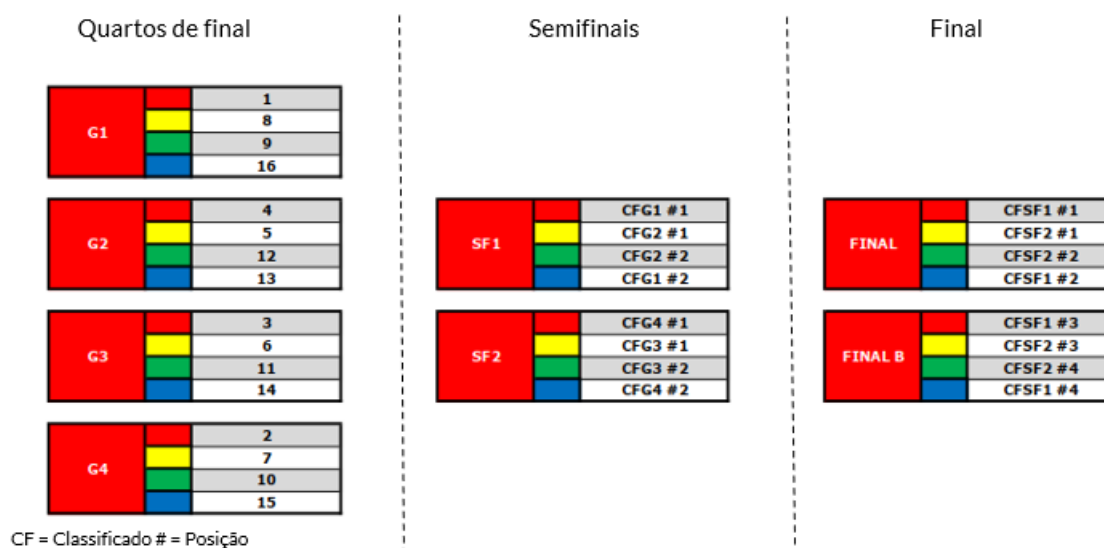 Quartos de final
G1
1
8
9
16
G2
4
5
12
13
G3
3
6
11
14
G4
2
7
10
15
CF = Classificado # = Posição
Semifinais
SF1
CFG1 #1
CFG2 #1
CFG2 #2
CFG1 #2
SF2
CFG4 #1
CFG3 #1
CFG3 #2
CFG4 #2
Final
FINAL
CFSF1 #1
CFSF2 #1
CFSF2 #2
CFSF1 #2
FINAL B
CFSF1 #3
CFSF2 #3
CFSF2 #4
CFSF1 #4